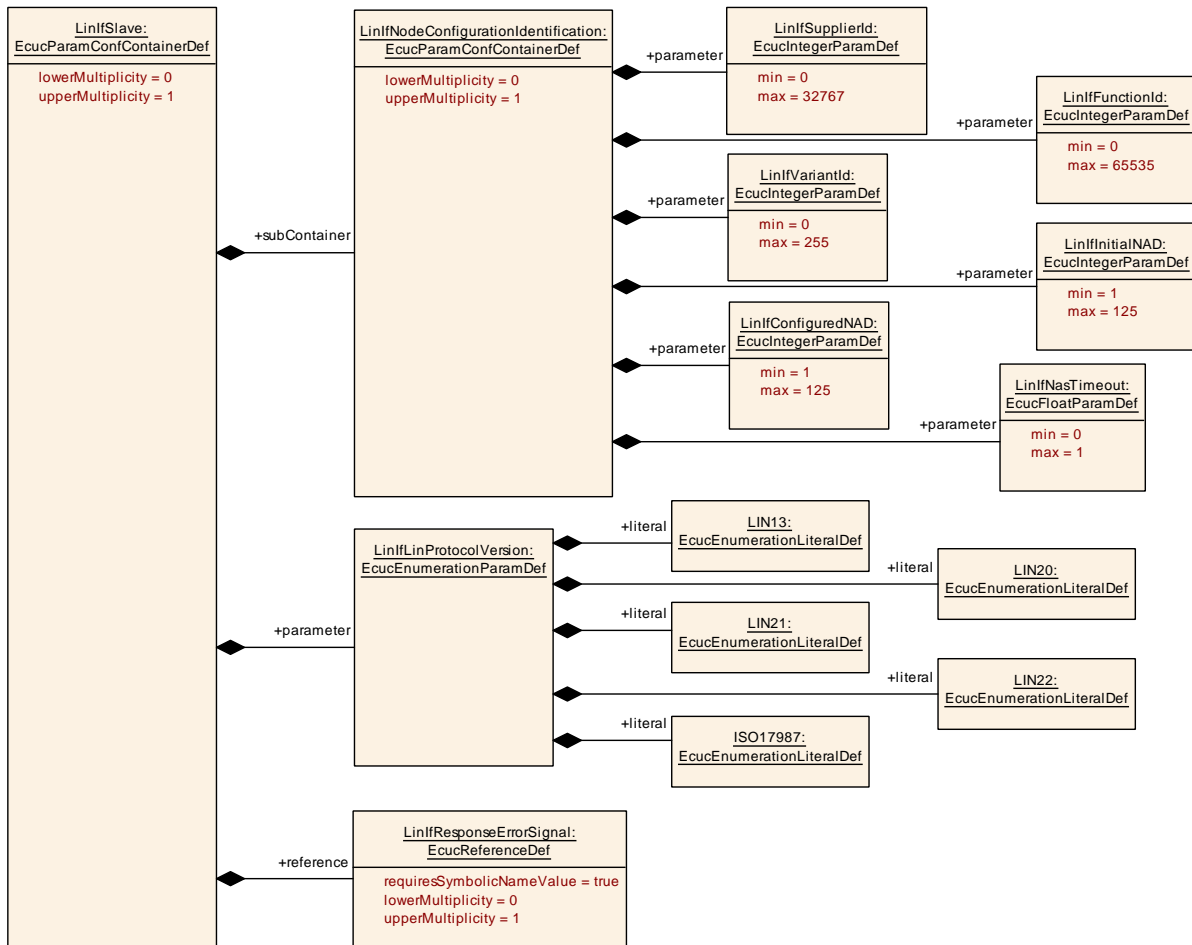 LinIfSlave:
EcucParamConfContainerDef
lowerMultiplicity = 0
upperMultiplicity = 1
+subContainer
LinIfNodeConfigurationIdentification:
EcucParamConfContainerDef
lowerMultiplicity = 0
upperMultiplicity = 1
+parameter
LinIfSupplierId:
EcucIntegerParamDef
min = 0
max = 32767
+parameter
LinIfFunctionId:
EcucIntegerParamDef
min = 0
max = 65535
+parameter
LinIfVariantId:
EcucIntegerParamDef
min = 0
max = 255
+parameter
LinIfInitialNAD:
EcucIntegerParamDef
min = 1
max = 125
+parameter
LinIfConfiguredNAD:
EcucIntegerParamDef
min = 1
max = 125
+parameter
LinIfNasTimeout:
EcucFloatParamDef
min = 0
max = 1
+parameter
LinIfLinProtocolVersion:
EcucEnumerationParamDef
+literal
LIN13:
EcucEnumerationLiteralDef
+literal
LIN20:
EcucEnumerationLiteralDef
+literal
LIN21:
EcucEnumerationLiteralDef
+literal
LIN22:
EcucEnumerationLiteralDef
+literal
ISO17987:
EcucEnumerationLiteralDef
+reference
LinIfResponseErrorSignal:
EcucReferenceDef
requiresSymbolicNameValue = true
lowerMultiplicity = 0
upperMultiplicity = 1